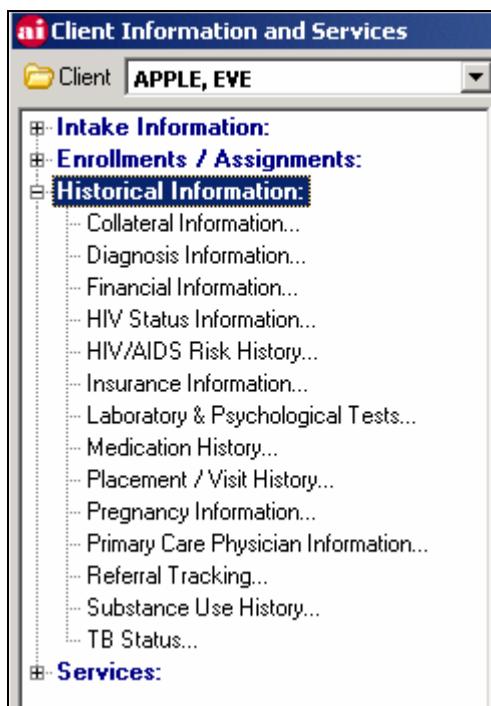 ai Client Information and Services
Client APPLE, EVE
Intake Information:
Enrollments / Assignments:
Historical Information:
Collateral Information...
Diagnosis Information...
Financial Information...
HIV Status Information...
HIV/AIDS Risk History...
Insurance Information...
Laboratory & Psychological Tests...
Medication History...
Placement / Visit History...
Pregnancy Information...
Primary Care Physician Information...
Referral Tracking...
Substance Use History...
TB Status...
Services: